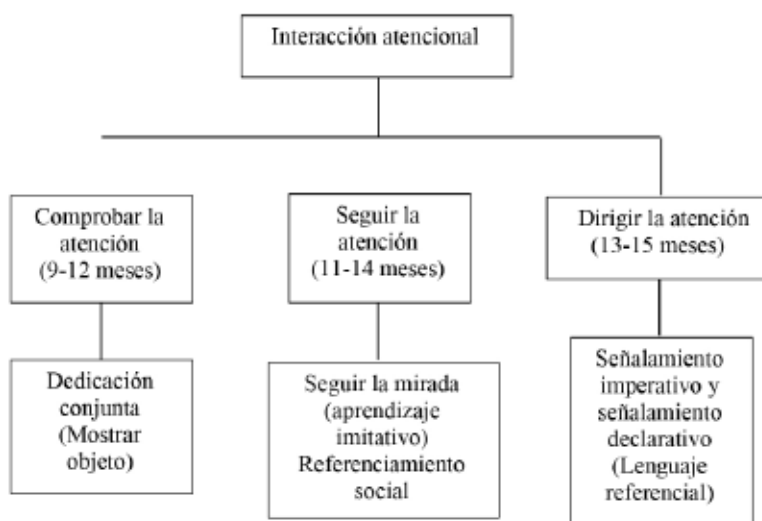 Interacción atencional
Comprobar la
atención
(9-12 meses)
Seguir la
atención
(11-14 meses)
Dirigir la atención
(13-15 meses)
Dedicación
conjunta
(Mostrar
objeto)
Seguir la mirada
(aprendizaje
imitativo)
Referenciamiento
social
Señalamiento
imperativo y
señalamiento
declarativo
(Lenguaje
referencial)